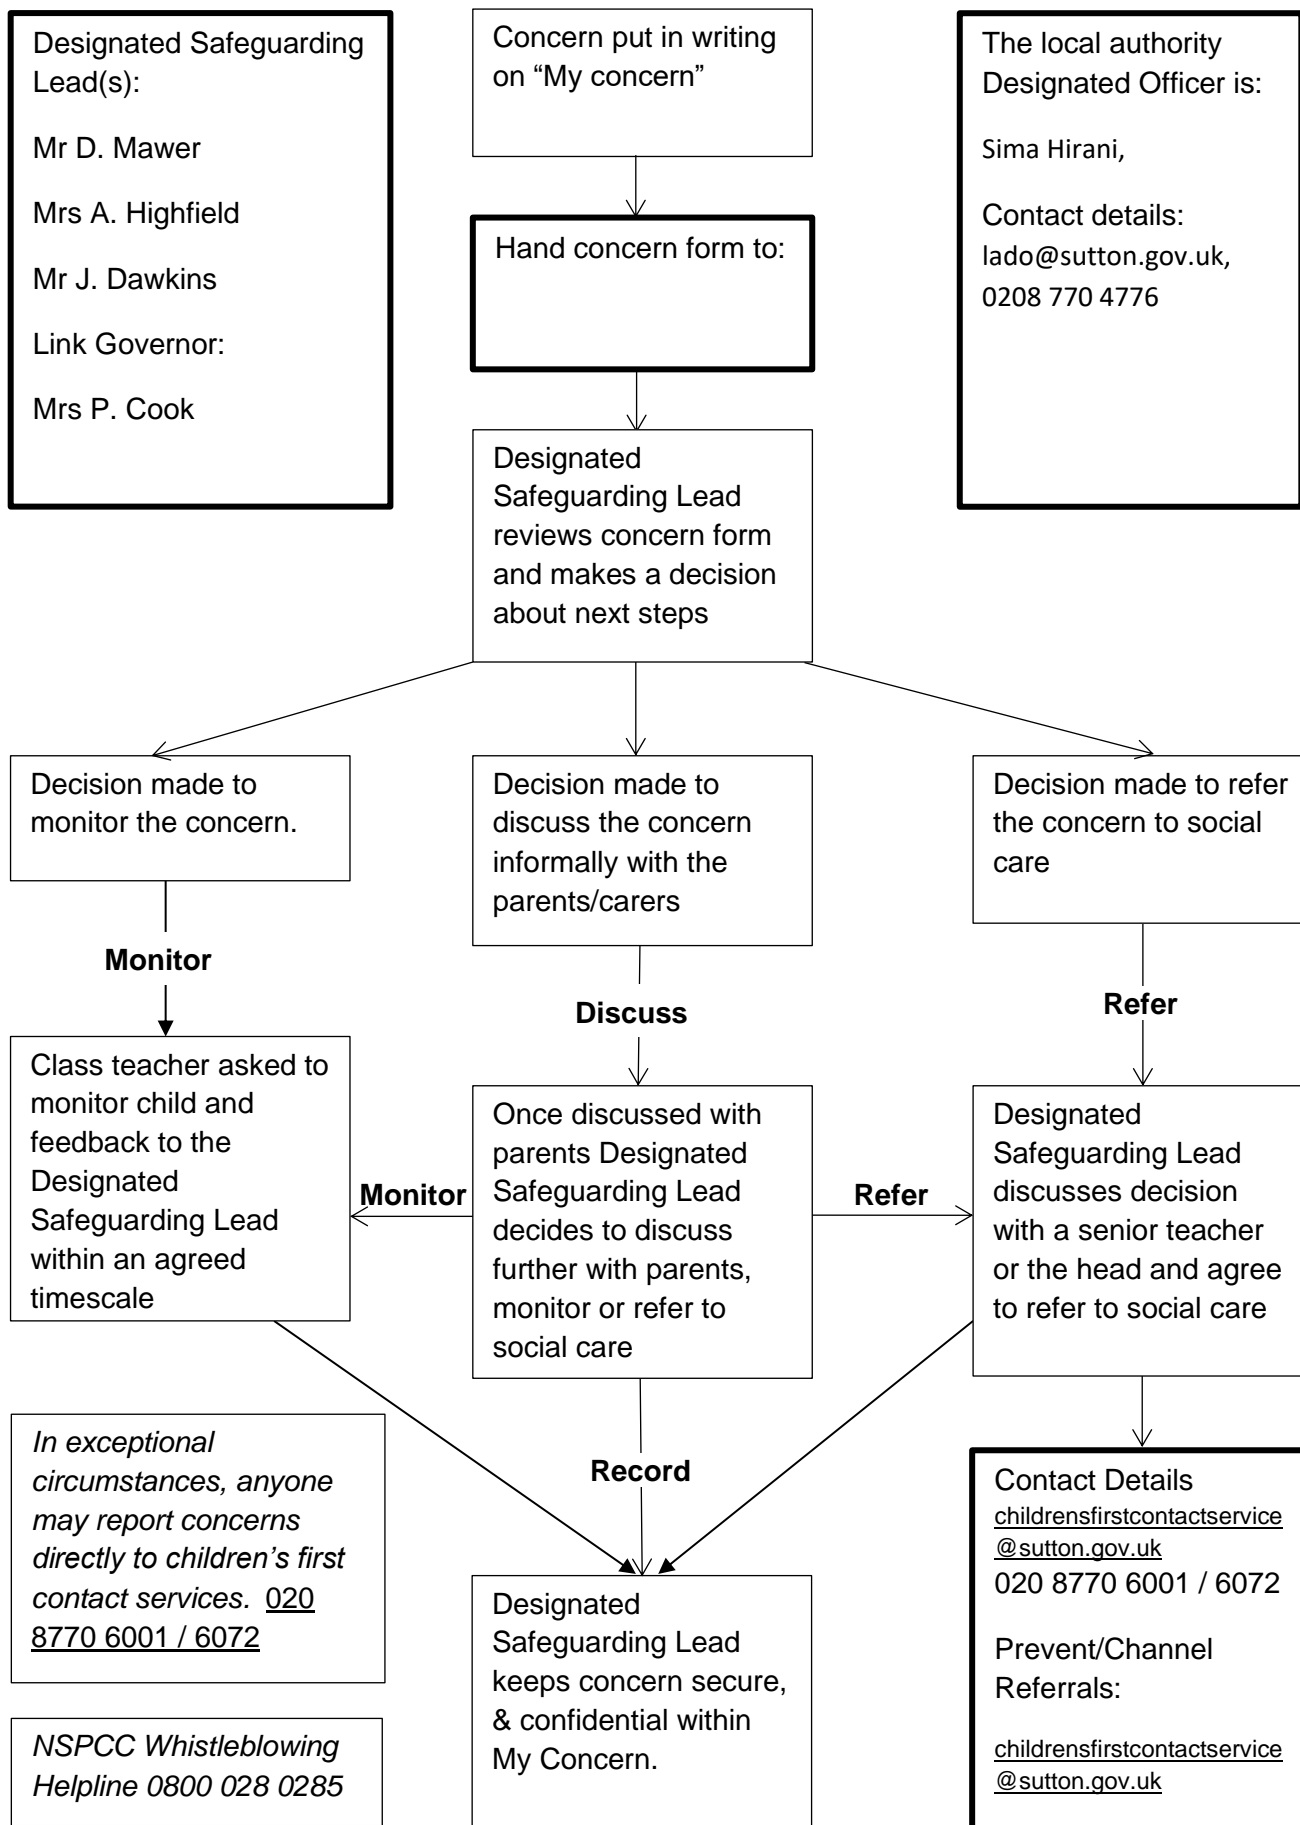 Designated Safeguarding
Lead(s):
Mr D. Mawer
Mrs A. Highfield
Mr J. Dawkins
Link Governor:
Mrs P. Cook
Concern put in writing
on “My concern”
The local authority
Designated Officer is:
Sima Hirani,
Contact details:
lado@sutton.gov.uk,
0208 770 4776
Hand concern form to:
Designated
Safeguarding Lead
reviews concern form
and makes a decision
about next steps
Decision made to
monitor the concern.
Decision made to
discuss the concern
informally with the
parents/carers
Decision made to refer
the concern to social
care
Monitor
Discuss
Refer
Class teacher asked to
monitor child and
feedback to the
Designated
Safeguarding Lead
within an agreed
timescale
Monitor
Once discussed with
parents Designated
Safeguarding Lead
decides to discuss
further with parents,
monitor or refer to
social care
Refer
Designated
Safeguarding Lead
discusses decision
with a senior teacher
or the head and agree
to refer to social care
In exceptional
circumstances, anyone
may report concerns
directly to children’s first
contact services. 020
8770 6001 / 6072
Record
Contact Details
childrensfirstcontactservice
@sutton.gov.uk
020 8770 6001 / 6072
Prevent/Channel
Referrals:
childrensfirstcontactservice
@sutton.gov.uk
Designated
Safeguarding Lead
keeps concern secure,
& confidential within
My Concern.
NSPCC Whistleblowing
Helpline 0800 028 0285